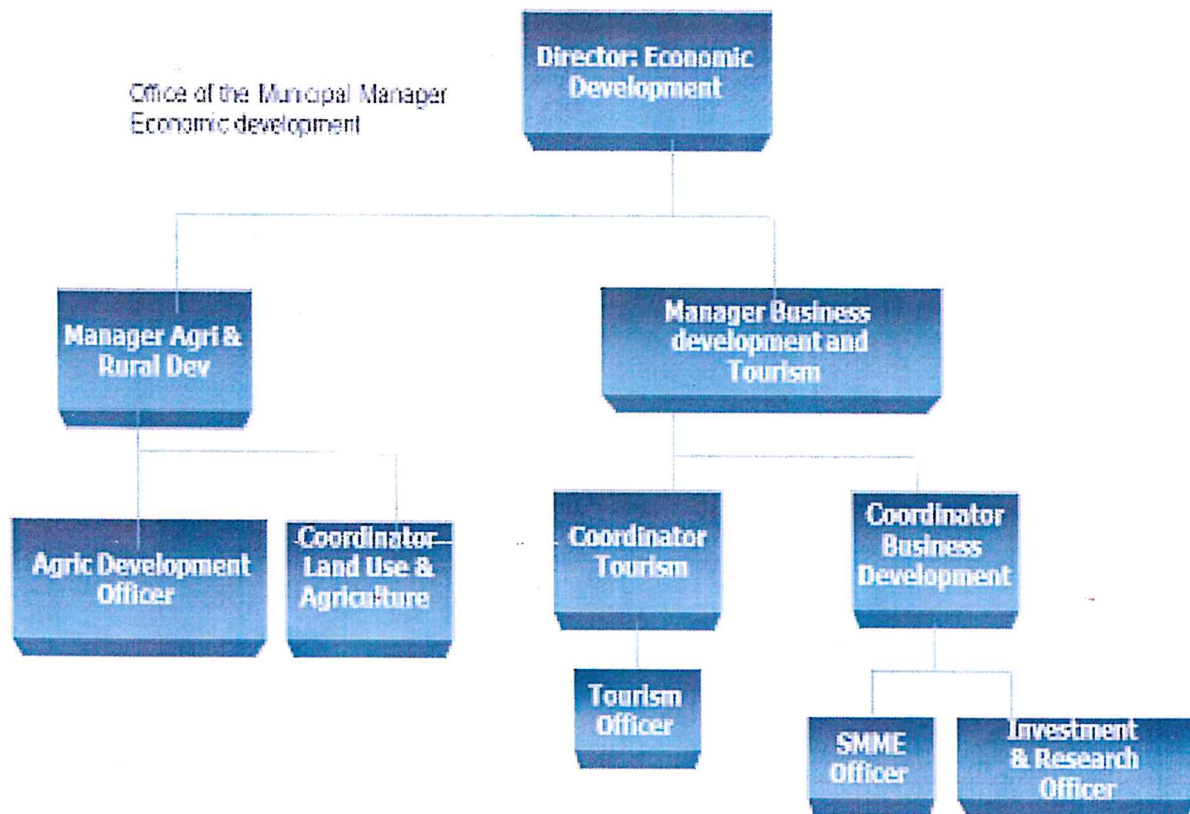 Director: Economic
Development
Office of the Municipal Manager
Economic development
Manager Agri &
Rural Dev
Manager Business
development and
Tourism
Agric Development
Officer
Coordinator
Land Use &
Agriculture
Coordinator
Tourism
Coordinator
Business
Development
Tourism
Officer
SMME
Officer
Investment
& Research
Officer